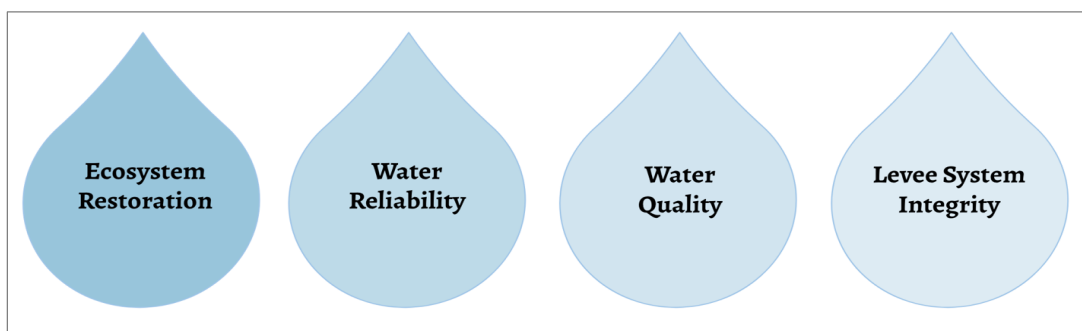 Ecosystem
Restoration
Water
Reliability
Water
Quality
Levee System
Integrity